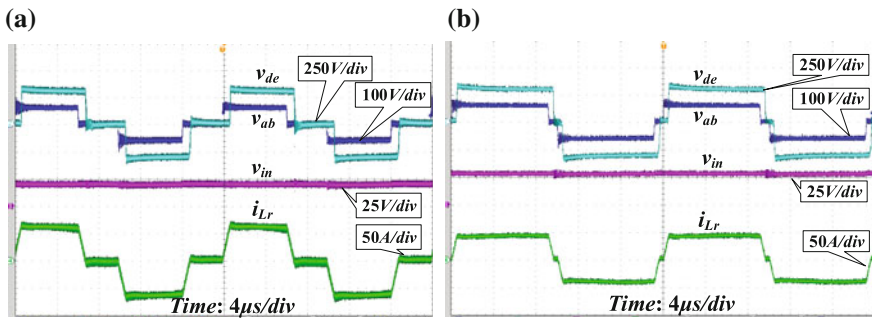 (a)
v_de
250V/div
100V/div
v_ab
v_in
25V/div
i_Lr
50A/div
Time: 4μs/div
(b)
v_de
250V/div
100V/div
v_ab
v_in
25V/div
i_Lr
50A/div
Time: 4μs/div